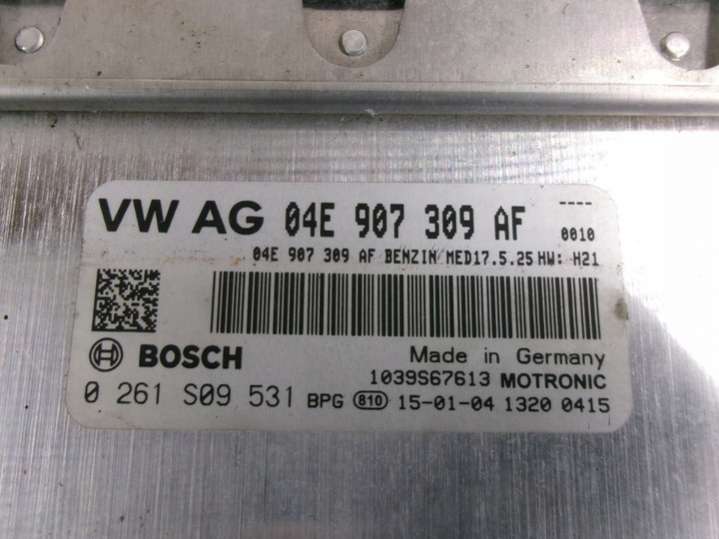 VW AG 04E 907 309 AF ----
0010
04E 907 309 AF BENZIN MED17.5.25 HW: H21
BOSCH Made in Germany
1039S67613 MOTRONIC
0 261 S09 531 BPG 810 15-01-04 1320 0415